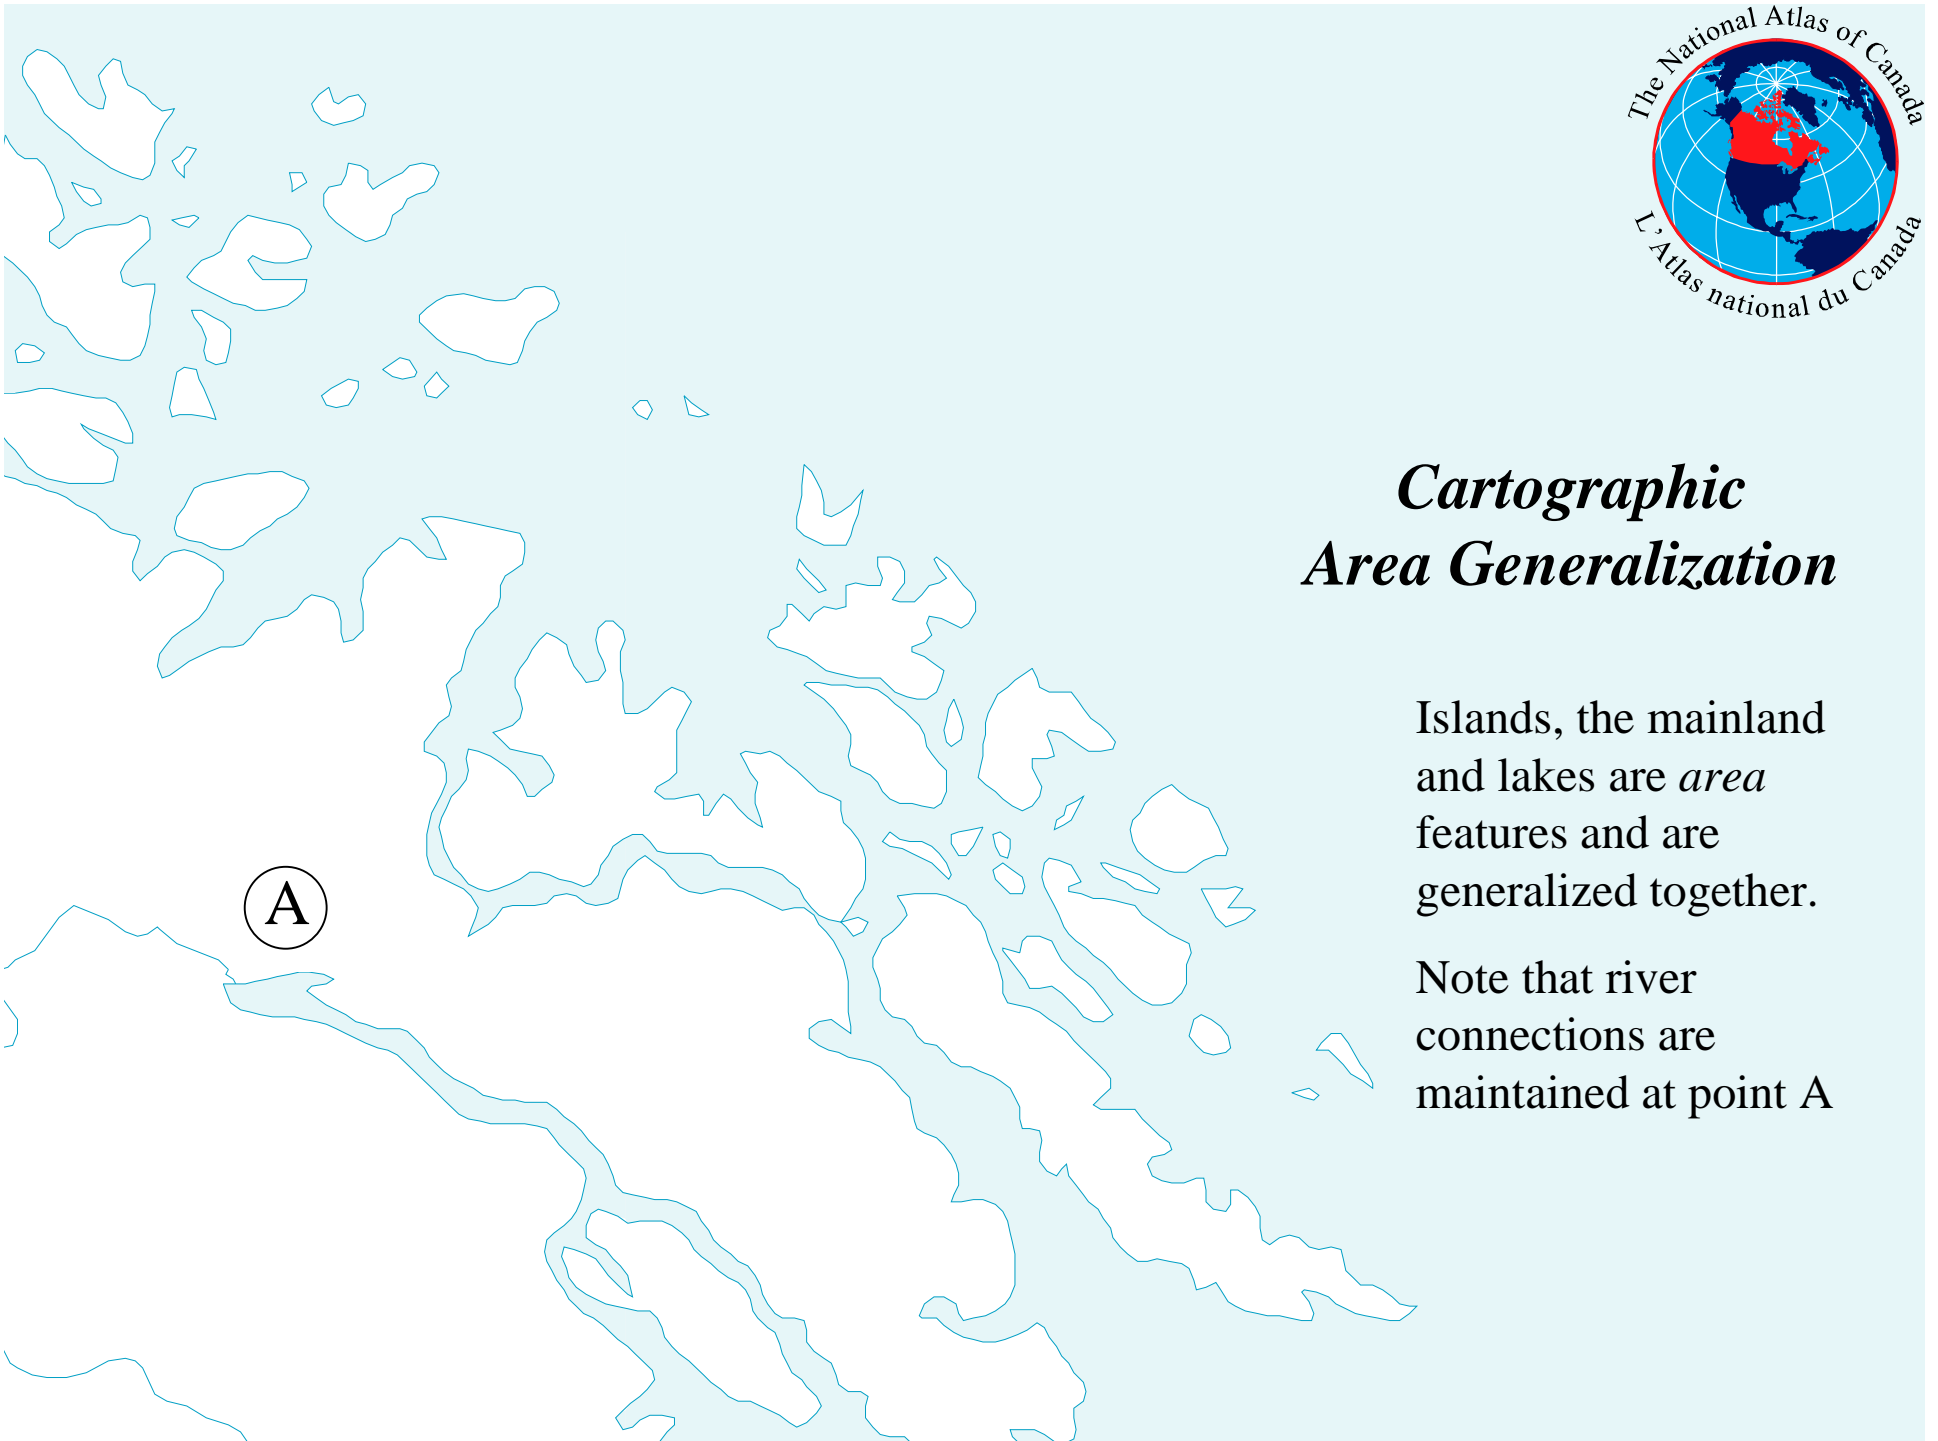 The National Atlas of Canada
L’Atlas national du Canada
Cartographic
Area Generalization
Islands, the mainland
and lakes are area
features and are
generalized together.
Note that river
connections are
maintained at point A
A